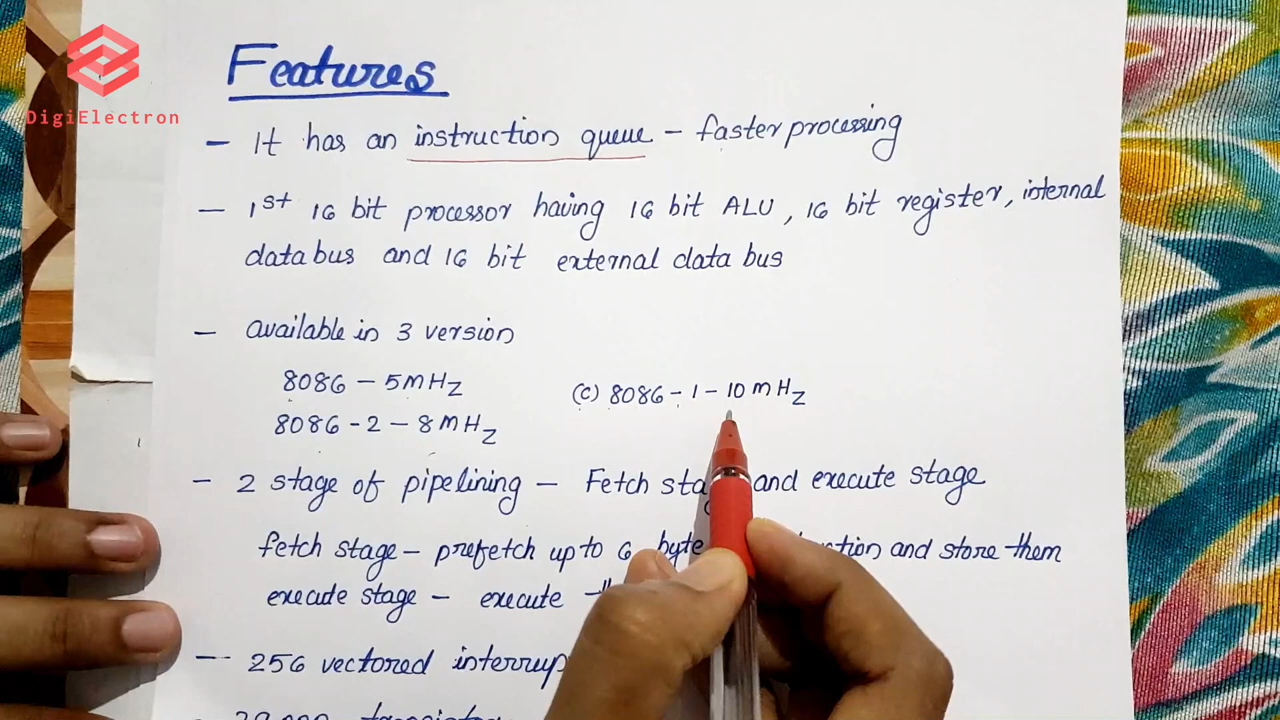 DigiElectron
Features
- It has an instruction queue - faster processing
- 1st 16 bit processor having 16 bit ALU, 16 bit register, internal
data bus and 16 bit external data bus
- available in 3 version
8086 - 5MHz
(c) 8086 - 1 - 10 mHz
8086 - 2 - 8MHz
- 2 stage of pipelining - Fetch and execute stage
fetch stage - prefetch up to 6 byte and store them
execute stage - execute
- 256 vectored